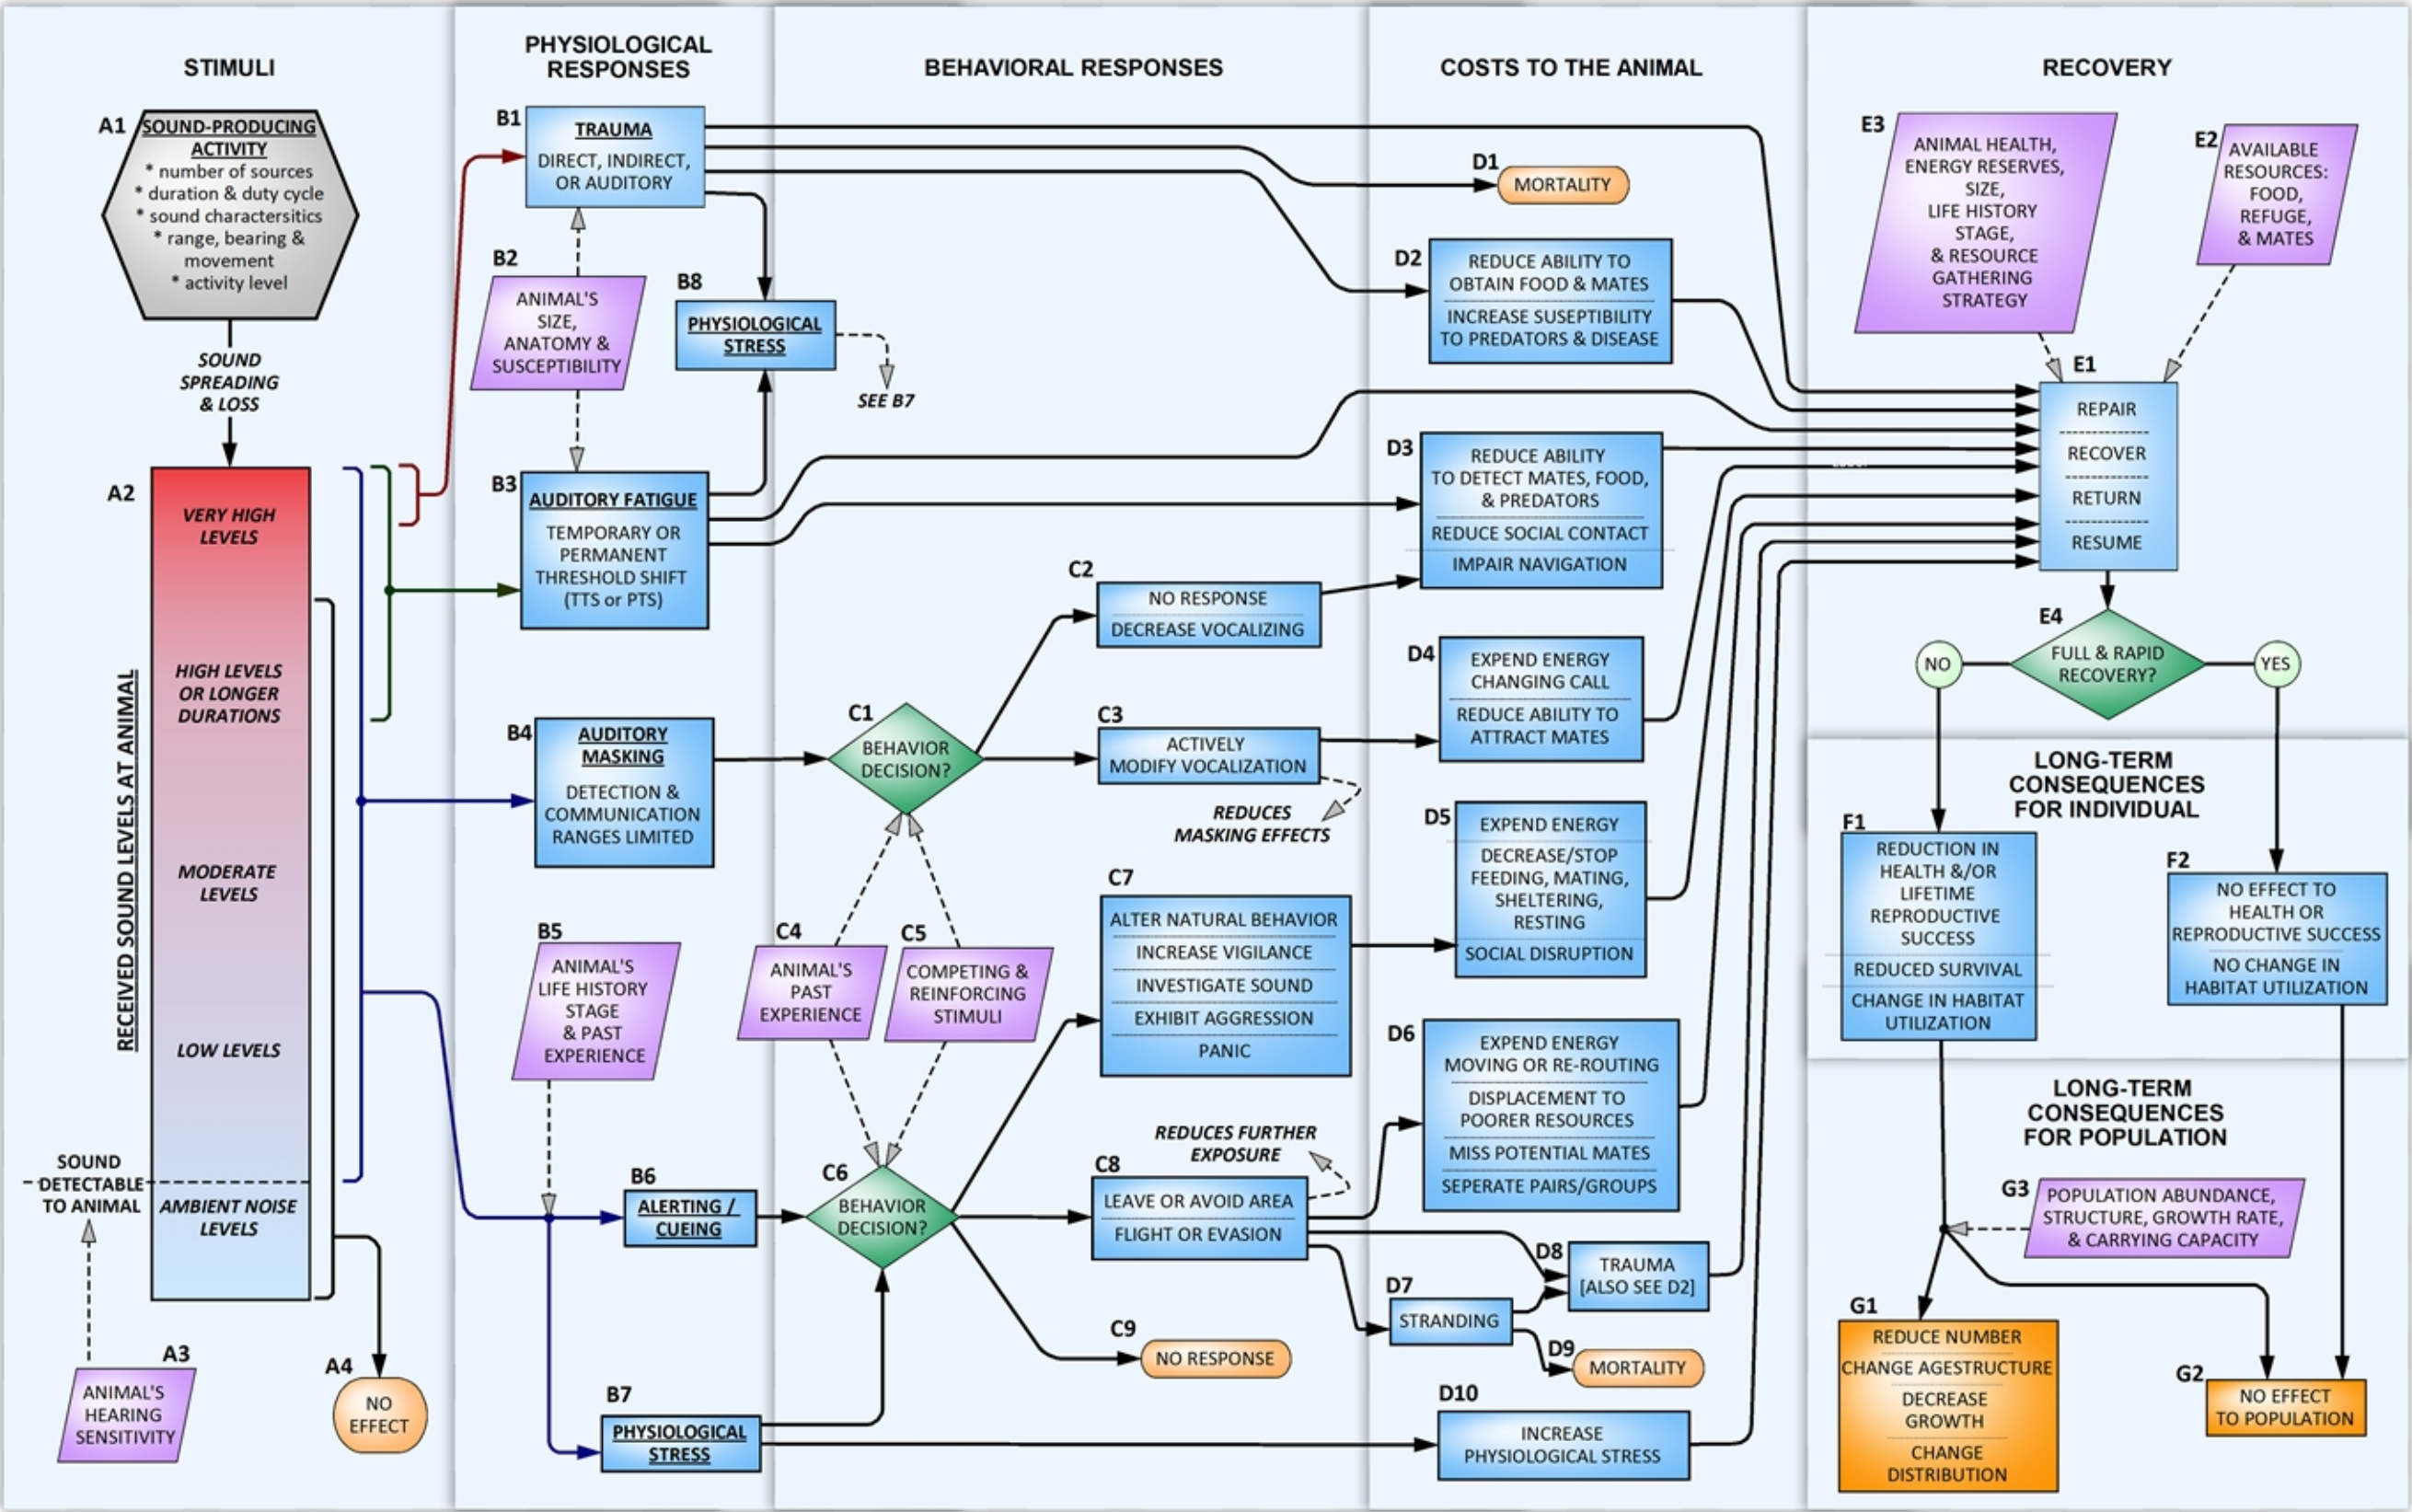 STIMULI
A1
SOUND-PRODUCING
ACTIVITY
* number of sources
* duration & duty cycle
* sound charactersitics
* range, bearing &
movement
* activity level
SOUND
SPREADING
& LOSS
A2
VERY HIGH
LEVELS
HIGH LEVELS
OR LONGER
DURATIONS
MODERATE
LEVELS
LOW LEVELS
AMBIENT NOISE
LEVELS
RECEIVED SOUND LEVELS AT ANIMAL
SOUND
DETECTABLE
TO ANIMAL
A3
ANIMAL'S
HEARING
SENSITIVITY
A4
NO
EFFECT
PHYSIOLOGICAL
RESPONSES
B1
TRAUMA
DIRECT, INDIRECT,
OR AUDITORY
B2
ANIMAL'S
SIZE,
ANATOMY &
SUSCEPTIBILITY
B8
PHYSIOLOGICAL
STRESS
SEE B7
B3
AUDITORY FATIGUE
TEMPORARY OR
PERMANENT
THRESHOLD SHIFT
(TTS or PTS)
B4
AUDITORY
MASKING
DETECTION &
COMMUNICATION
RANGES LIMITED
B5
ANIMAL'S
LIFE HISTORY
STAGE
& PAST
EXPERIENCE
B6
ALERTING /
CUEING
B7
PHYSIOLOGICAL
STRESS
BEHAVIORAL RESPONSES
C1
BEHAVIOR
DECISION?
C2
NO RESPONSE
DECREASE VOCALIZING
C3
ACTIVELY
MODIFY VOCALIZATION
REDUCES
MASKING EFFECTS
C4
ANIMAL'S
PAST
EXPERIENCE
C5
COMPETING &
REINFORCING
STIMULI
C6
BEHAVIOR
DECISION?
C7
ALTER NATURAL BEHAVIOR
INCREASE VIGILANCE
INVESTIGATE SOUND
EXHIBIT AGGRESSION
PANIC
REDUCES FURTHER
EXPOSURE
C8
LEAVE OR AVOID AREA
FLIGHT OR EVASION
C9
NO RESPONSE
COSTS TO THE ANIMAL
D1
MORTALITY
D2
REDUCE ABILITY TO
OBTAIN FOOD & MATES
INCREASE SUSEPTIBILITY
TO PREDATORS & DISEASE
D3
REDUCE ABILITY
TO DETECT MATES, FOOD,
& PREDATORS
REDUCE SOCIAL CONTACT
IMPAIR NAVIGATION
D4
EXPEND ENERGY
CHANGING CALL
REDUCE ABILITY TO
ATTRACT MATES
D5
EXPEND ENERGY
DECREASE/STOP
FEEDING, MATING,
SHELTERING,
RESTING
SOCIAL DISRUPTION
D6
EXPEND ENERGY
MOVING OR RE-ROUTING
DISPLACEMENT TO
POORER RESOURCES
MISS POTENTIAL MATES
SEPERATE PAIRS/GROUPS
D7
STRANDING
D8
TRAUMA
[ALSO SEE D2]
D9
MORTALITY
D10
INCREASE
PHYSIOLOGICAL STRESS
RECOVERY
E3
ANIMAL HEALTH,
ENERGY RESERVES,
SIZE,
LIFE HISTORY
STAGE,
& RESOURCE
GATHERING
STRATEGY
E2
AVAILABLE
RESOURCES:
FOOD,
REFUGE,
& MATES
E1
REPAIR
RECOVER
RETURN
RESUME
E4
FULL & RAPID
RECOVERY?
NO
YES
LONG-TERM
CONSEQUENCES
FOR INDIVIDUAL
F1
REDUCTION IN
HEALTH &/OR
LIFETIME
REPRODUCTIVE
SUCCESS
REDUCED SURVIVAL
CHANGE IN HABITAT
UTILIZATION
F2
NO EFFECT TO
HEALTH OR
REPRODUCTIVE SUCCESS
NO CHANGE IN
HABITAT UTILIZATION
LONG-TERM
CONSEQUENCES
FOR POPULATION
G3
POPULATION ABUNDANCE,
STRUCTURE, GROWTH RATE,
& CARRYING CAPACITY
G1
REDUCE NUMBER
CHANGE AGESTRUCTURE
DECREASE
GROWTH
CHANGE
DISTRIBUTION
G2
NO EFFECT
TO POPULATION